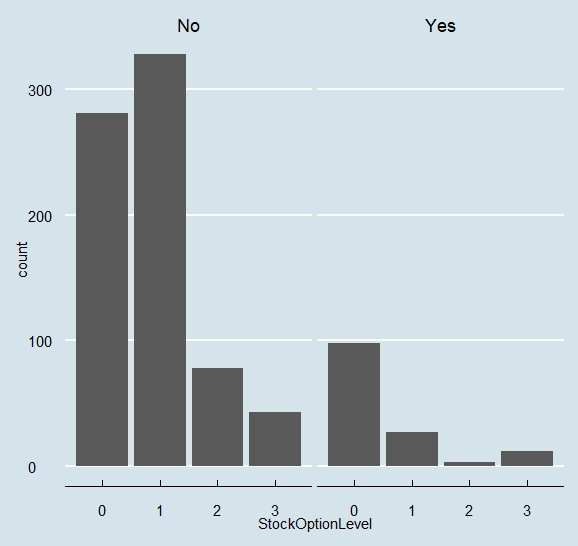 No Yes
300
200
100
0
count
0 1 2 3 0 1 2 3
StockOptionLevel